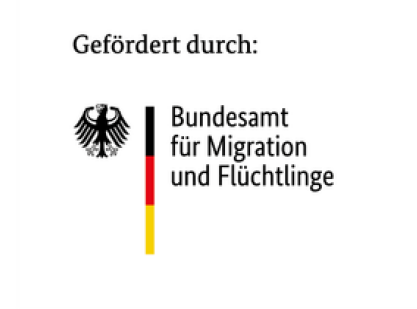 Gefördert durch:
Bundesamt
für Migration
und Flüchtlinge